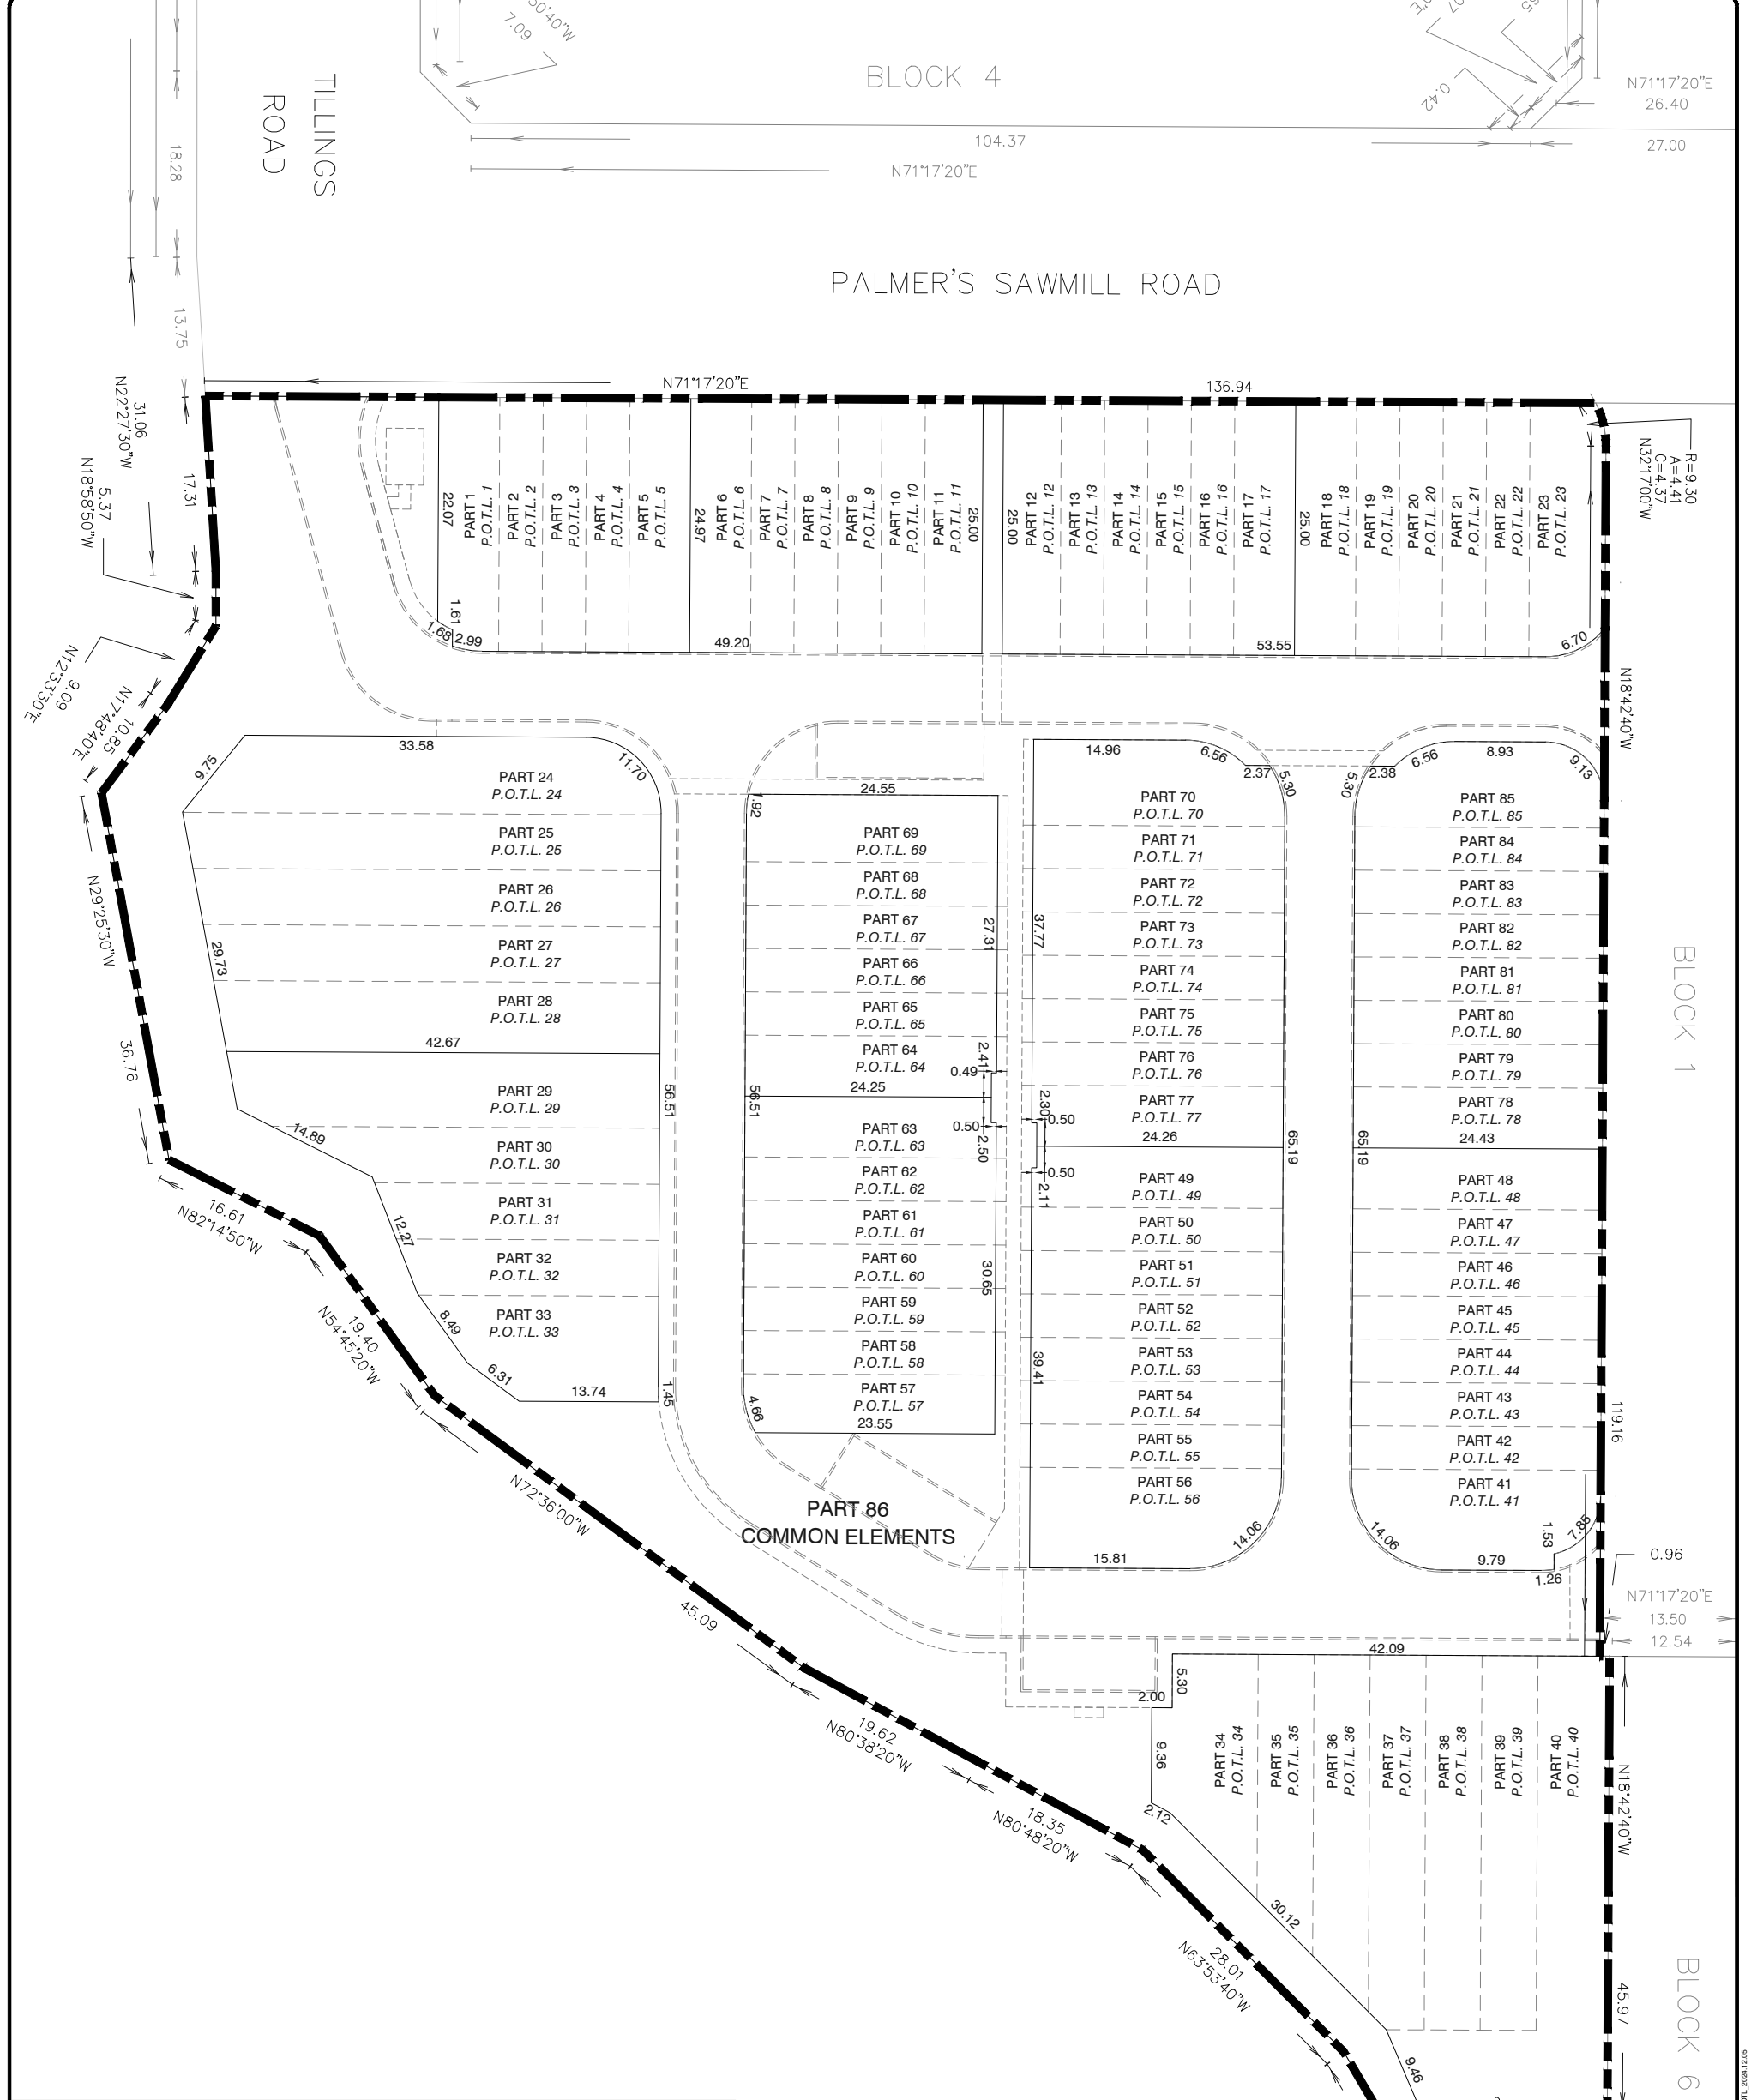 50'40"W
7.09
BLOCK 4
0.42
N71°17'20"E
26.40
27.00
104.37
N71°17'20"E
TILLINGS
ROAD
18.28
13.75
PALMER'S SAWMILL ROAD
N71°17'20"E
136.94
R=9.30
A=4.41
C=4.37
N32°17'00"W
31.06
N22°27'30"W
17.31
5.37
N18°58'50"W
9.09
N12°33'30"E
10.85
N17°48'40"E
22.07
PART 1
P.O.T.L. 1
PART 2
P.O.T.L. 2
PART 3
P.O.T.L. 3
PART 4
P.O.T.L. 4
PART 5
P.O.T.L. 5
24.97
PART 6
P.O.T.L. 6
PART 7
P.O.T.L. 7
PART 8
P.O.T.L. 8
PART 9
P.O.T.L. 9
PART 10
P.O.T.L. 10
PART 11
P.O.T.L. 11
25.00
25.00
PART 12
P.O.T.L. 12
PART 13
P.O.T.L. 13
PART 14
P.O.T.L. 14
PART 15
P.O.T.L. 15
PART 16
P.O.T.L. 16
PART 17
P.O.T.L. 17
25.00
PART 18
P.O.T.L. 18
PART 19
P.O.T.L. 19
PART 20
P.O.T.L. 20
PART 21
P.O.T.L. 21
PART 22
P.O.T.L. 22
PART 23
P.O.T.L. 23
1.61
1.68
2.99
49.20
53.55
6.70
N18°42'40"W
9.75
33.58
11.70
PART 24
P.O.T.L. 24
PART 25
P.O.T.L. 25
PART 26
P.O.T.L. 26
PART 27
P.O.T.L. 27
PART 28
P.O.T.L. 28
29.73
42.67
PART 29
P.O.T.L. 29
PART 30
P.O.T.L. 30
PART 31
P.O.T.L. 31
PART 32
P.O.T.L. 32
PART 33
P.O.T.L. 33
56.51
14.89
12.27
8.49
6.31
13.74
1.45
N29°25'30"W
36.76
16.61
N82°14'50"W
19.40
N54°45'20"W
N72°36'00"W
45.09
19.62
N80°38'20"W
18.35
N80°48'20"W
28.01
N63°53'40"W
24.55
1.92
PART 69
P.O.T.L. 69
PART 68
P.O.T.L. 68
PART 67
P.O.T.L. 67
PART 66
P.O.T.L. 66
PART 65
P.O.T.L. 65
PART 64
P.O.T.L. 64
27.31
2.41
0.49
24.25
56.51
0.50
2.50
PART 63
P.O.T.L. 63
PART 62
P.O.T.L. 62
PART 61
P.O.T.L. 61
PART 60
P.O.T.L. 60
PART 59
P.O.T.L. 59
PART 58
P.O.T.L. 58
PART 57
P.O.T.L. 57
30.65
4.66
23.55
PART 86
COMMON ELEMENTS
14.96
6.56
2.37
5.30
PART 70
P.O.T.L. 70
PART 71
P.O.T.L. 71
PART 72
P.O.T.L. 72
PART 73
P.O.T.L. 73
PART 74
P.O.T.L. 74
PART 75
P.O.T.L. 75
PART 76
P.O.T.L. 76
PART 77
P.O.T.L. 77
37.77
2.30
0.50
24.26
65.19
0.50
2.11
PART 49
P.O.T.L. 49
PART 50
P.O.T.L. 50
PART 51
P.O.T.L. 51
PART 52
P.O.T.L. 52
PART 53
P.O.T.L. 53
PART 54
P.O.T.L. 54
PART 55
P.O.T.L. 55
PART 56
P.O.T.L. 56
39.41
15.81
14.06
5.30
2.38
6.56
8.93
9.13
PART 85
P.O.T.L. 85
PART 84
P.O.T.L. 84
PART 83
P.O.T.L. 83
PART 82
P.O.T.L. 82
PART 81
P.O.T.L. 81
PART 80
P.O.T.L. 80
PART 79
P.O.T.L. 79
PART 78
P.O.T.L. 78
24.43
65.19
PART 48
P.O.T.L. 48
PART 47
P.O.T.L. 47
PART 46
P.O.T.L. 46
PART 45
P.O.T.L. 45
PART 44
P.O.T.L. 44
PART 43
P.O.T.L. 43
PART 42
P.O.T.L. 42
PART 41
P.O.T.L. 41
14.06
9.79
1.53
7.85
1.26
BLOCK 1
119.16
0.96
N71°17'20"E
13.50
12.54
42.09
5.30
2.00
9.36
2.12
30.12
9.46
PART 34
P.O.T.L. 34
PART 35
P.O.T.L. 35
PART 36
P.O.T.L. 36
PART 37
P.O.T.L. 37
PART 38
P.O.T.L. 38
PART 39
P.O.T.L. 39
PART 40
P.O.T.L. 40
N18°42'40"W
45.97
BLOCK 6